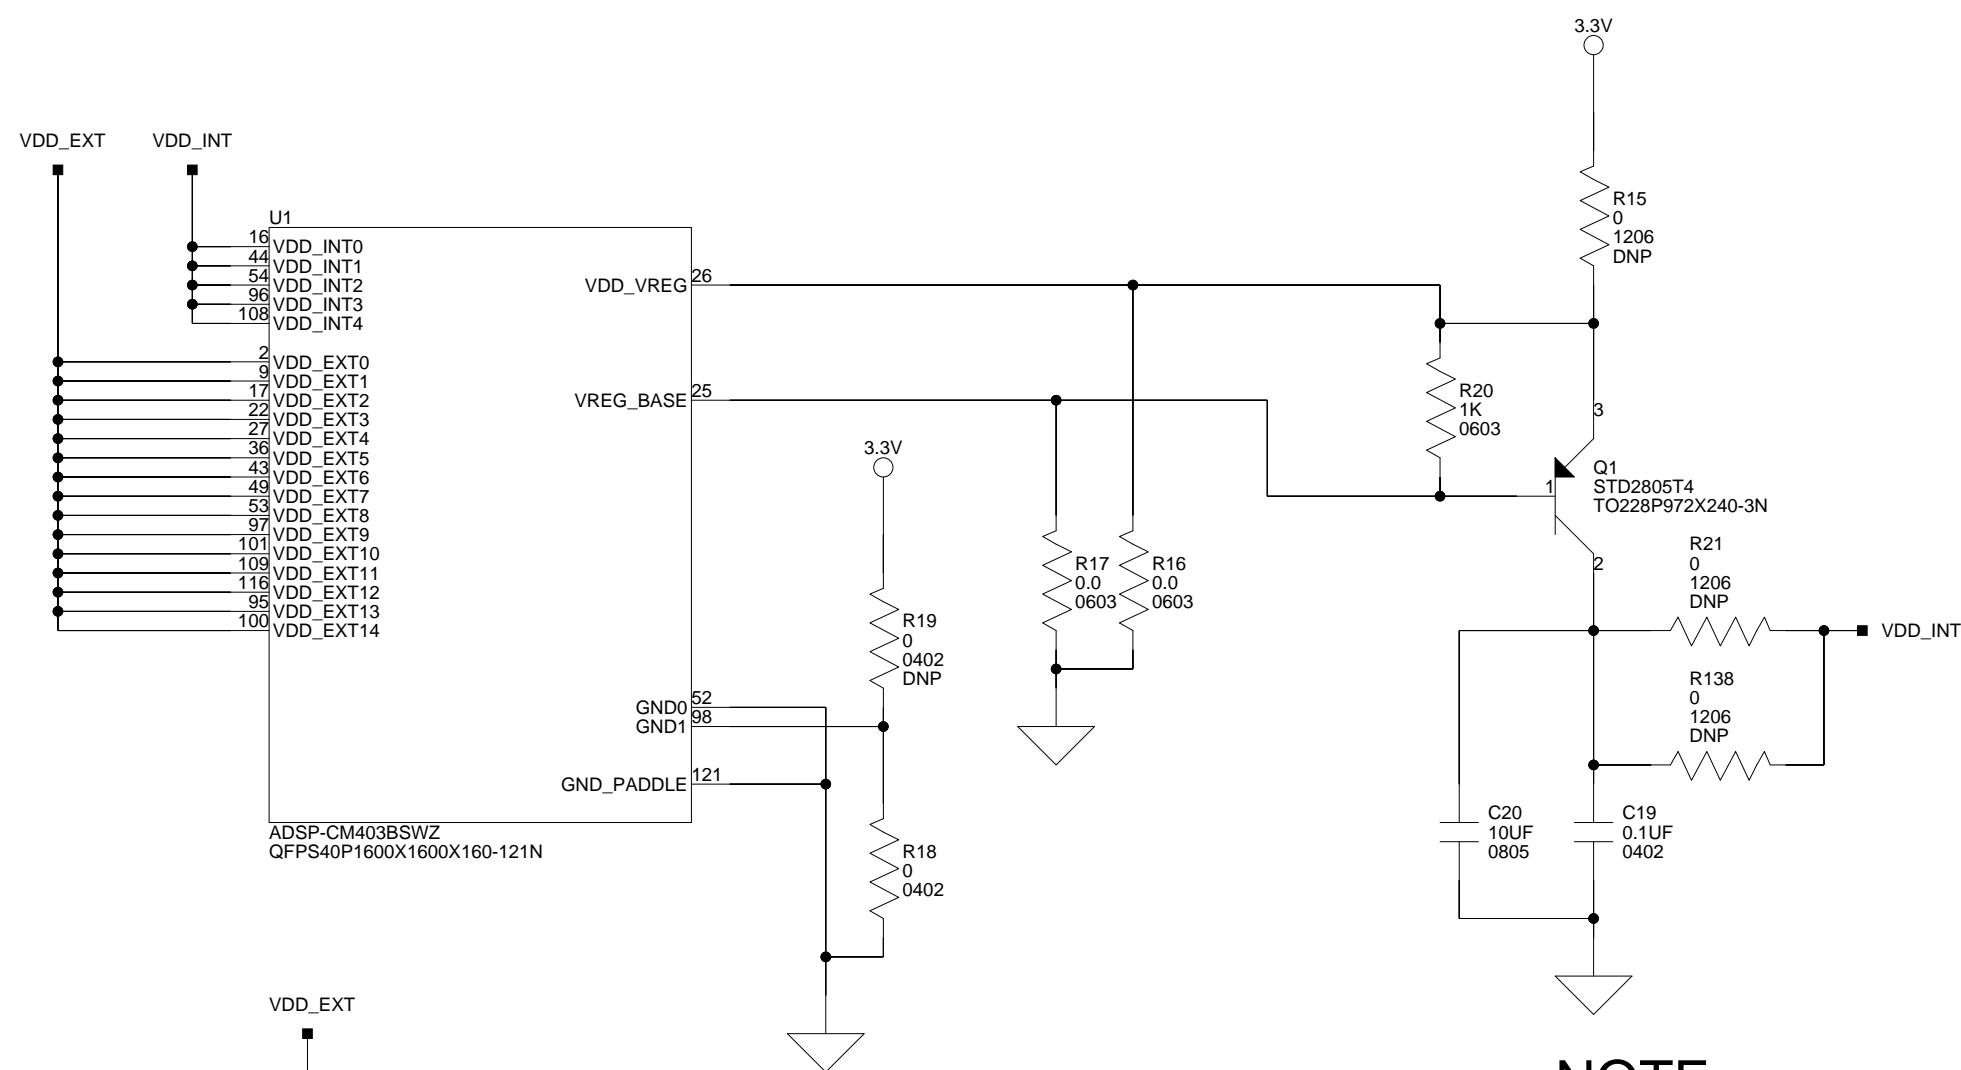 3.3V
VDD_EXT
VDD_INT
R15
0
1206
DNP
U1
16
VDD_INT0
44
VDD_INT1
54
VDD_INT2
96
VDD_INT3
108
VDD_INT4
2
VDD_EXT0
9
VDD_EXT1
17
VDD_EXT2
22
VDD_EXT3
27
VDD_EXT4
36
VDD_EXT5
43
VDD_EXT6
49
VDD_EXT7
53
VDD_EXT8
97
VDD_EXT9
101
VDD_EXT10
109
VDD_EXT11
116
VDD_EXT12
95
VDD_EXT13
100
VDD_EXT14
VDD_VREG
26
VREG_BASE
25
GND0
52
GND1
98
GND_PADDLE
121
ADSP-CM403BSWZ
QFPS40P1600X1600X160-121N
3.3V
R19
0
0402
DNP
R18
0
0402
R17
0.0
0603
R16
0.0
0603
R20
1K
0603
3
1
2
Q1
STD2805T4
TO228P972X240-3N
R21
0
1206
DNP
VDD_INT
R138
0
1206
DNP
C20
10UF
0805
C19
0.1UF
0402
VDD_EXT
NOTE